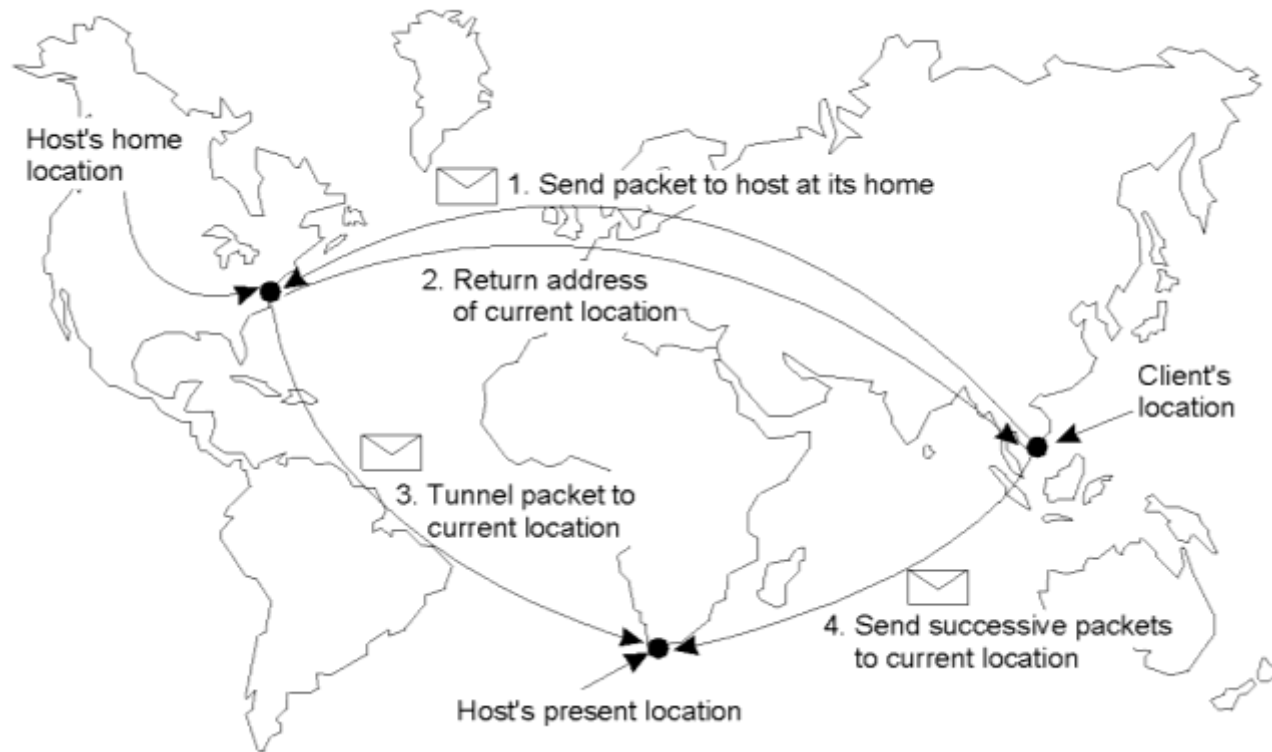 Host's home
location
1. Send packet to host at its home
2. Return address
of current location
Client's
location
3. Tunnel packet to
current location
4. Send successive packets
to current location
Host's present location